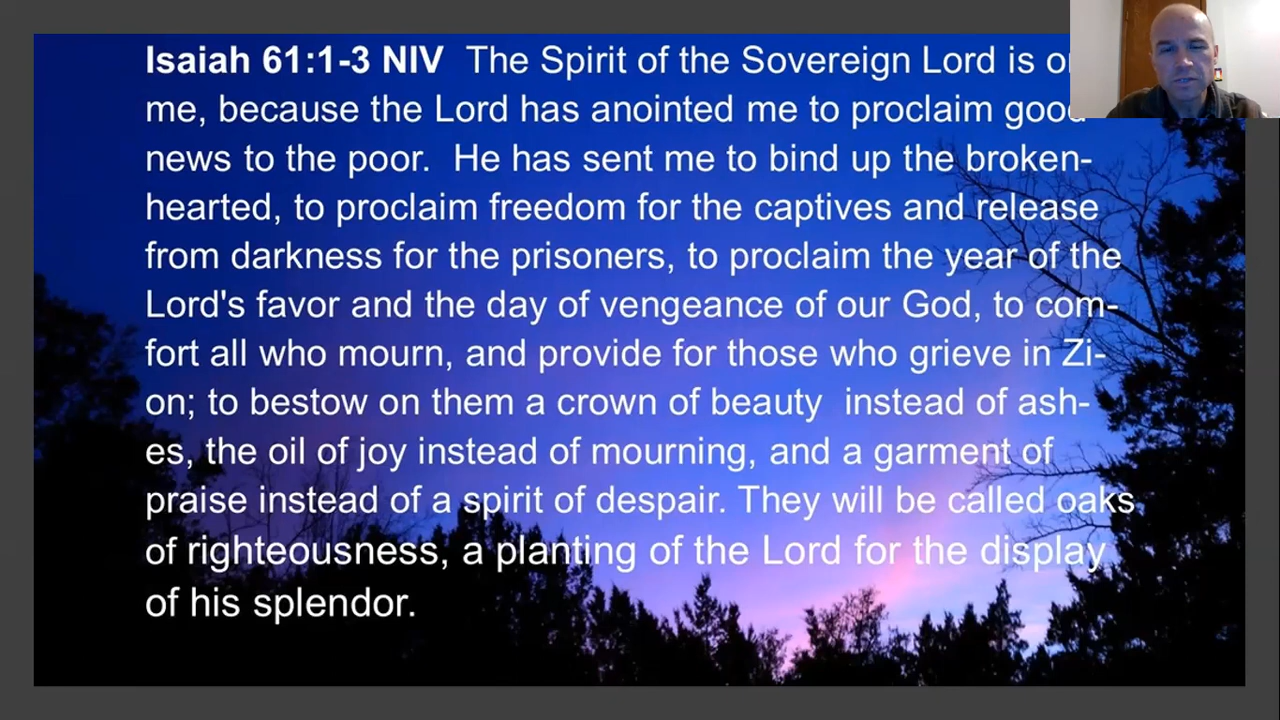 Isaiah 61:1-3 NIV  The Spirit of the Sovereign Lord is
me, because the Lord has anointed me to proclaim good
news to the poor.  He has sent me to bind up the broken-
hearted, to proclaim freedom for the captives and release
from darkness for the prisoners, to proclaim the year of the
Lord's favor and the day of vengeance of our God, to com-
fort all who mourn, and provide for those who grieve in Zi-
on; to bestow on them a crown of beauty  instead of ash-
es, the oil of joy instead of mourning, and a garment of
praise instead of a spirit of despair. They will be called oaks
of righteousness, a planting of the Lord for the display
of his splendor.